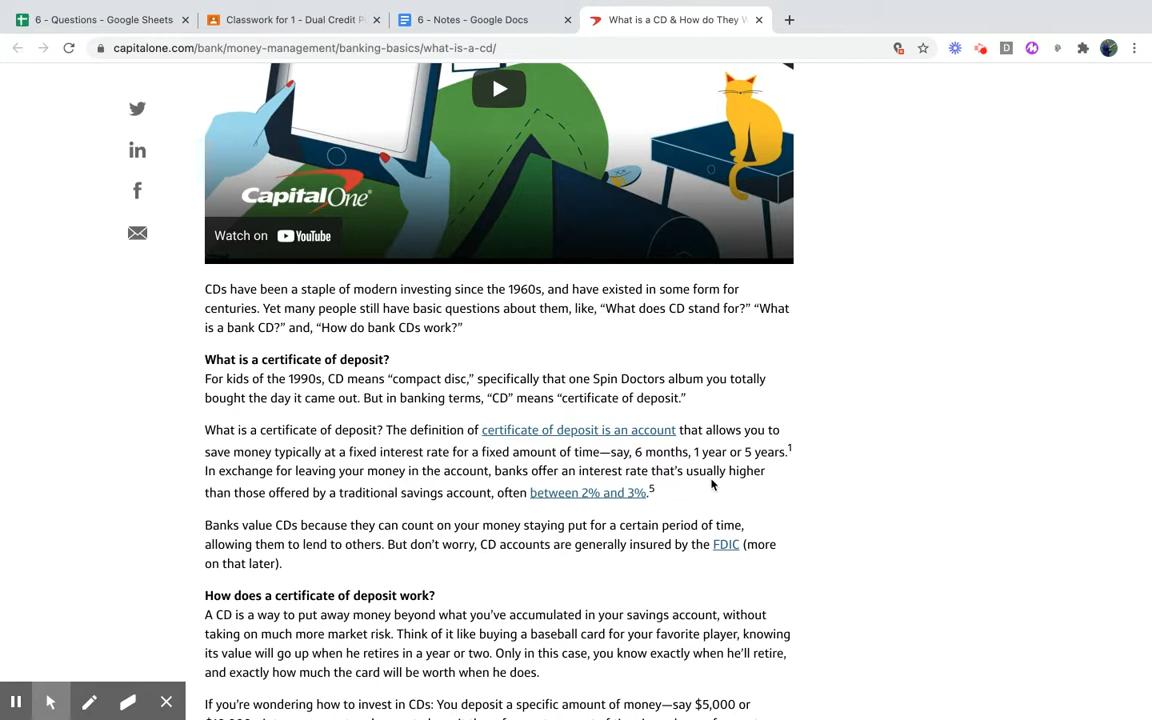 6 - Questions - Google Sheets
Classwork for 1 - Dual Credit P
6 - Notes - Google Docs
What is a CD & How do They W
capitalone.com/bank/money-management/banking-basics/what-is-a-cd/
D
Capital One
Watch on YouTube
CDs have been a staple of modern investing since the 1960s, and have existed in some form for
centuries. Yet many people still have basic questions about them, like, “What does CD stand for?” “What
is a bank CD?” and, “How do bank CDs work?”
What is a certificate of deposit?
For kids of the 1990s, CD means “compact disc,” specifically that one Spin Doctors album you totally
bought the day it came out. But in banking terms, “CD” means “certificate of deposit.”
What is a certificate of deposit? The definition of certificate of deposit is an account that allows you to
save money typically at a fixed interest rate for a fixed amount of time—say, 6 months, 1 year or 5 years.1
In exchange for leaving your money in the account, banks offer an interest rate that’s usually higher
than those offered by a traditional savings account, often between 2% and 3%.5
Banks value CDs because they can count on your money staying put for a certain period of time,
allowing them to lend to others. But don’t worry, CD accounts are generally insured by the FDIC (more
on that later).
How does a certificate of deposit work?
A CD is a way to put away money beyond what you’ve accumulated in your savings account, without
taking on much more market risk. Think of it like buying a baseball card for your favorite player, knowing
its value will go up when he retires in a year or two. Only in this case, you know exactly when he’ll retire,
and exactly how much the card will be worth when he does.
If you’re wondering how to invest in CDs: You deposit a specific amount of money—say $5,000 or